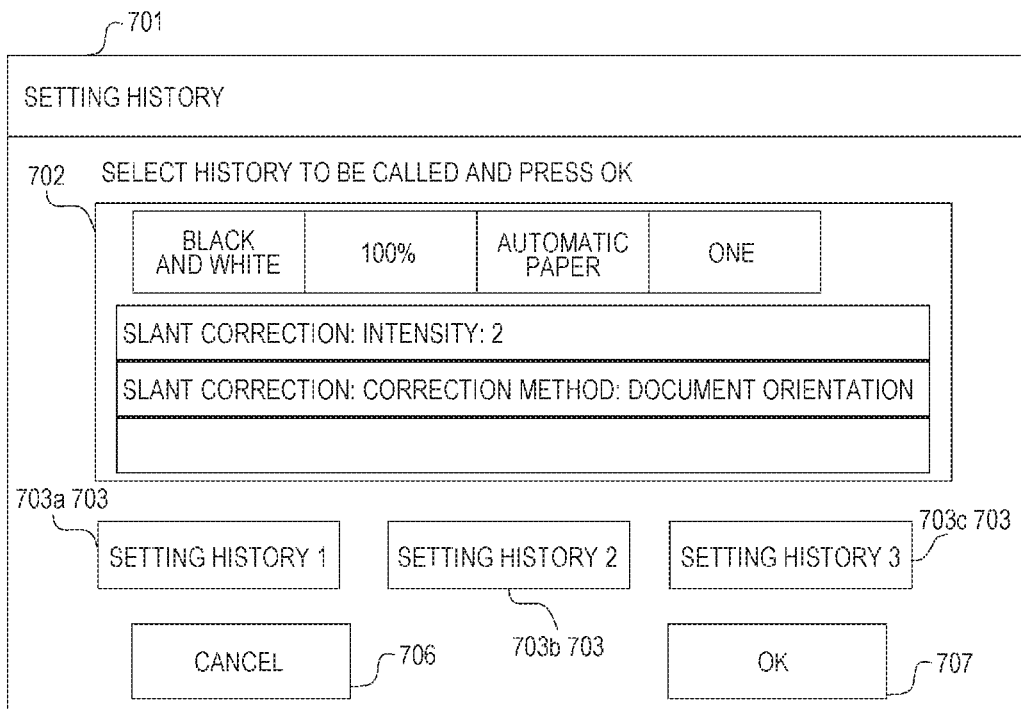 701
SETTING HISTORY
SELECT HISTORY TO BE CALLED AND PRESS OK
702
BLACK
AND WHITE
100%
AUTOMATIC
PAPER
ONE
SLANT CORRECTION: INTENSITY: 2
SLANT CORRECTION: CORRECTION METHOD: DOCUMENT ORIENTATION
703a 703
703c 703
SETTING HISTORY 1
SETTING HISTORY 2
SETTING HISTORY 3
703b 703
CANCEL
706
OK
707